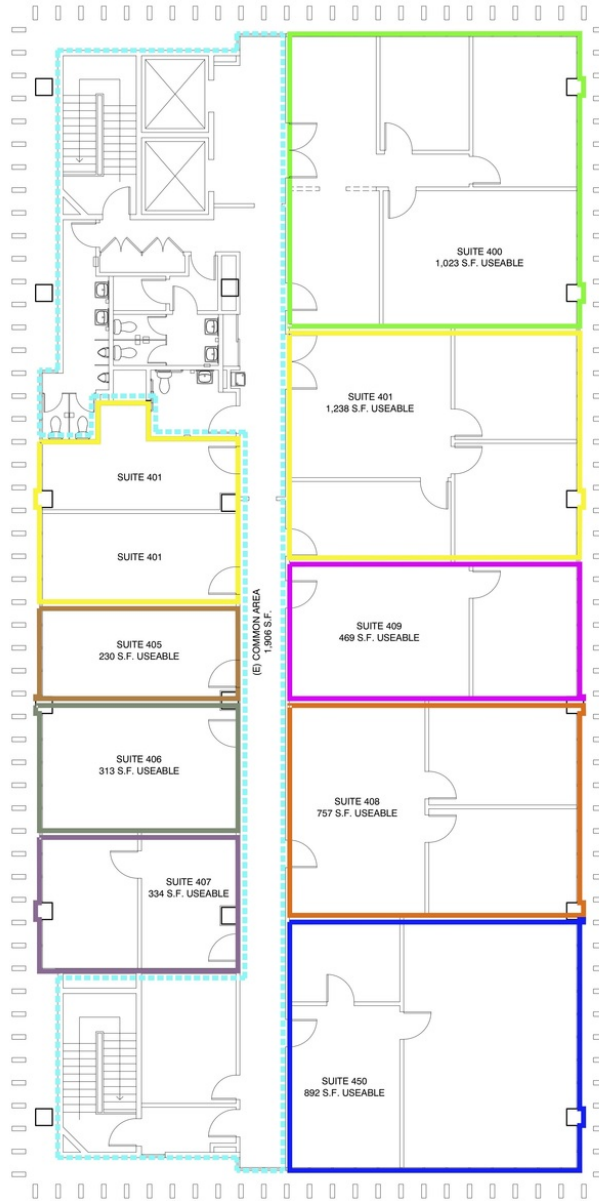 SUITE 400
1,023 S.F. USEABLE
SUITE 401
1,238 S.F. USEABLE
SUITE 401
SUITE 401
(E) COMMON AREA
1,906 S.F.
SUITE 405
230 S.F. USEABLE
SUITE 409
469 S.F. USEABLE
SUITE 406
313 S.F. USEABLE
SUITE 408
757 S.F. USEABLE
SUITE 407
334 S.F. USEABLE
SUITE 450
892 S.F. USEABLE